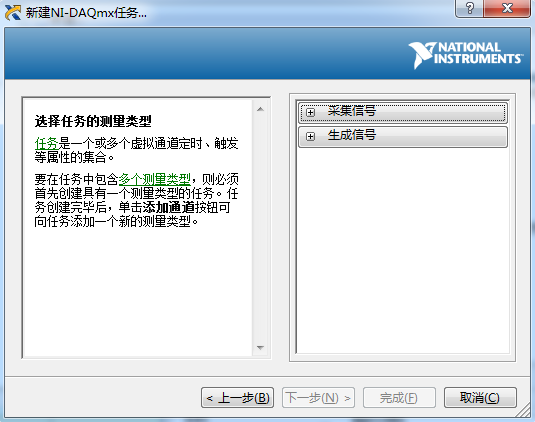 新建NI-DAQmx任务...
NATIONAL
INSTRUMENTS
选择任务的测量类型
任务是一个或多个虚拟通道定时、触发
等属性的集合。
要在任务中包含多个测量类型，则必须
首先创建具有一个测量类型的任务。任
务创建完毕后，单击添加通道按钮可
向任务添加一个新的测量类型。
采集信号
生成信号
< 上一步(B)
下一步(N) >
完成(F)
取消(C)